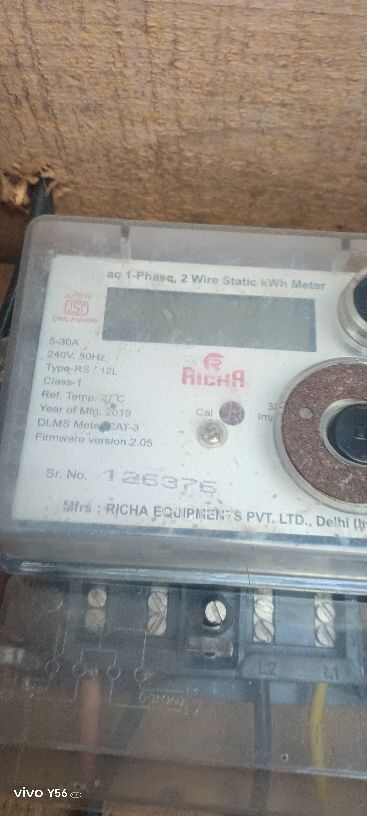 ac 1-Phase, 2 Wire Static kWh Meter
ISI
5-30A
240V, 50Hz
Type-RS : 12L
Class-1
Ref. Temp. 27°C
Year of Mfg. 2019
DLMS Meter CAT-3
Firmware version 2.05
RICHA
Cal
Sr. No. 126376
Mfrs : RICHA EQUIPMENTS PVT. LTD., Delhi
L2 L1
vivo Y56